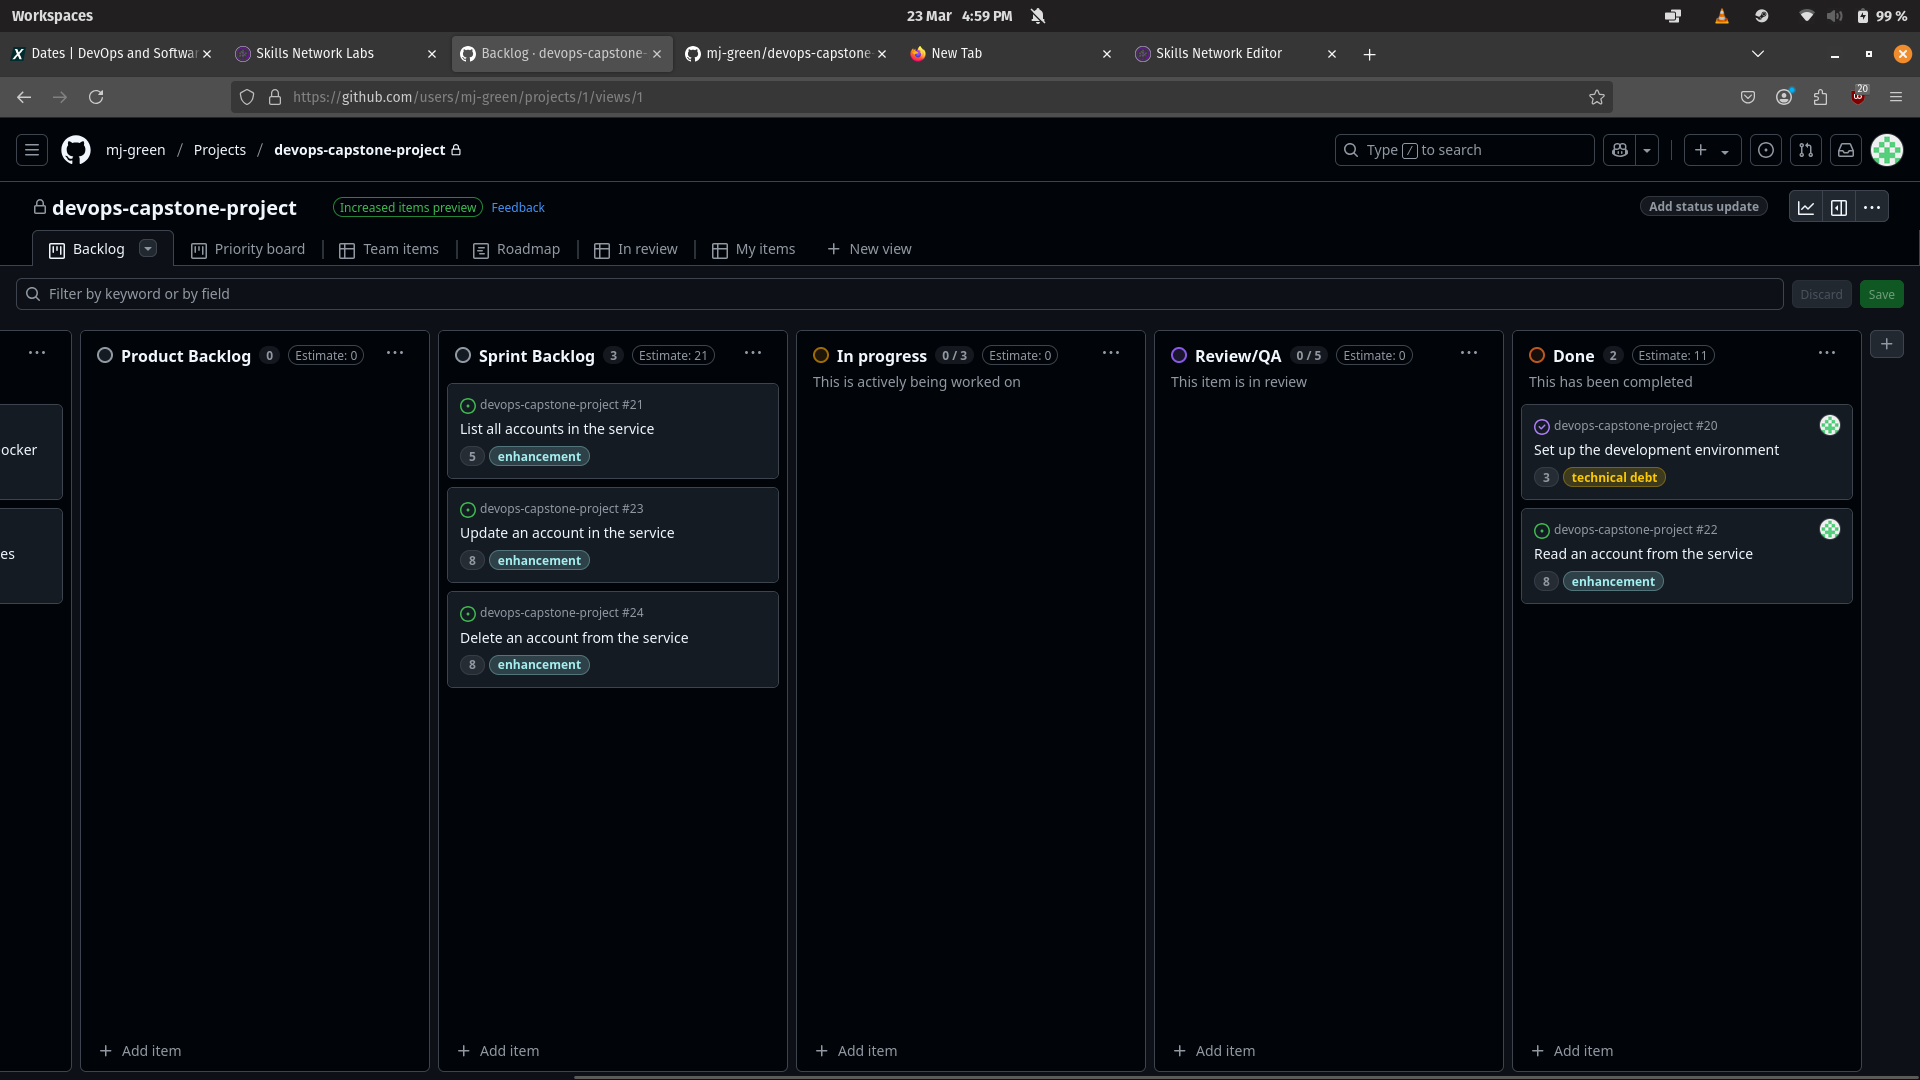 Workspaces
23 Mar 4:59 PM
99 %
Dates | DevOps and Softwar
Skills Network Labs
Backlog · devops-capstone-
mj-green/devops-capstone
New Tab
Skills Network Editor
https://github.com/users/mj-green/projects/1/views/1
20
mj-green / Projects / devops-capstone-project
Type / to search
devops-capstone-project
Increased items preview
Feedback
Add status update
Backlog
Priority board
Team items
Roadmap
In review
My items
New view
Filter by keyword or by field
Discard
Save
ocker
es
Product Backlog 0 Estimate: 0
Add item
Sprint Backlog 3 Estimate: 21
devops-capstone-project #21
List all accounts in the service
5 enhancement
devops-capstone-project #23
Update an account in the service
8 enhancement
devops-capstone-project #24
Delete an account from the service
8 enhancement
Add item
In progress 0 / 3 Estimate: 0
This is actively being worked on
Add item
Review/QA 0 / 5 Estimate: 0
This item is in review
Add item
Done 2 Estimate: 11
This has been completed
devops-capstone-project #20
Set up the development environment
3 technical debt
devops-capstone-project #22
Read an account from the service
8 enhancement
Add item